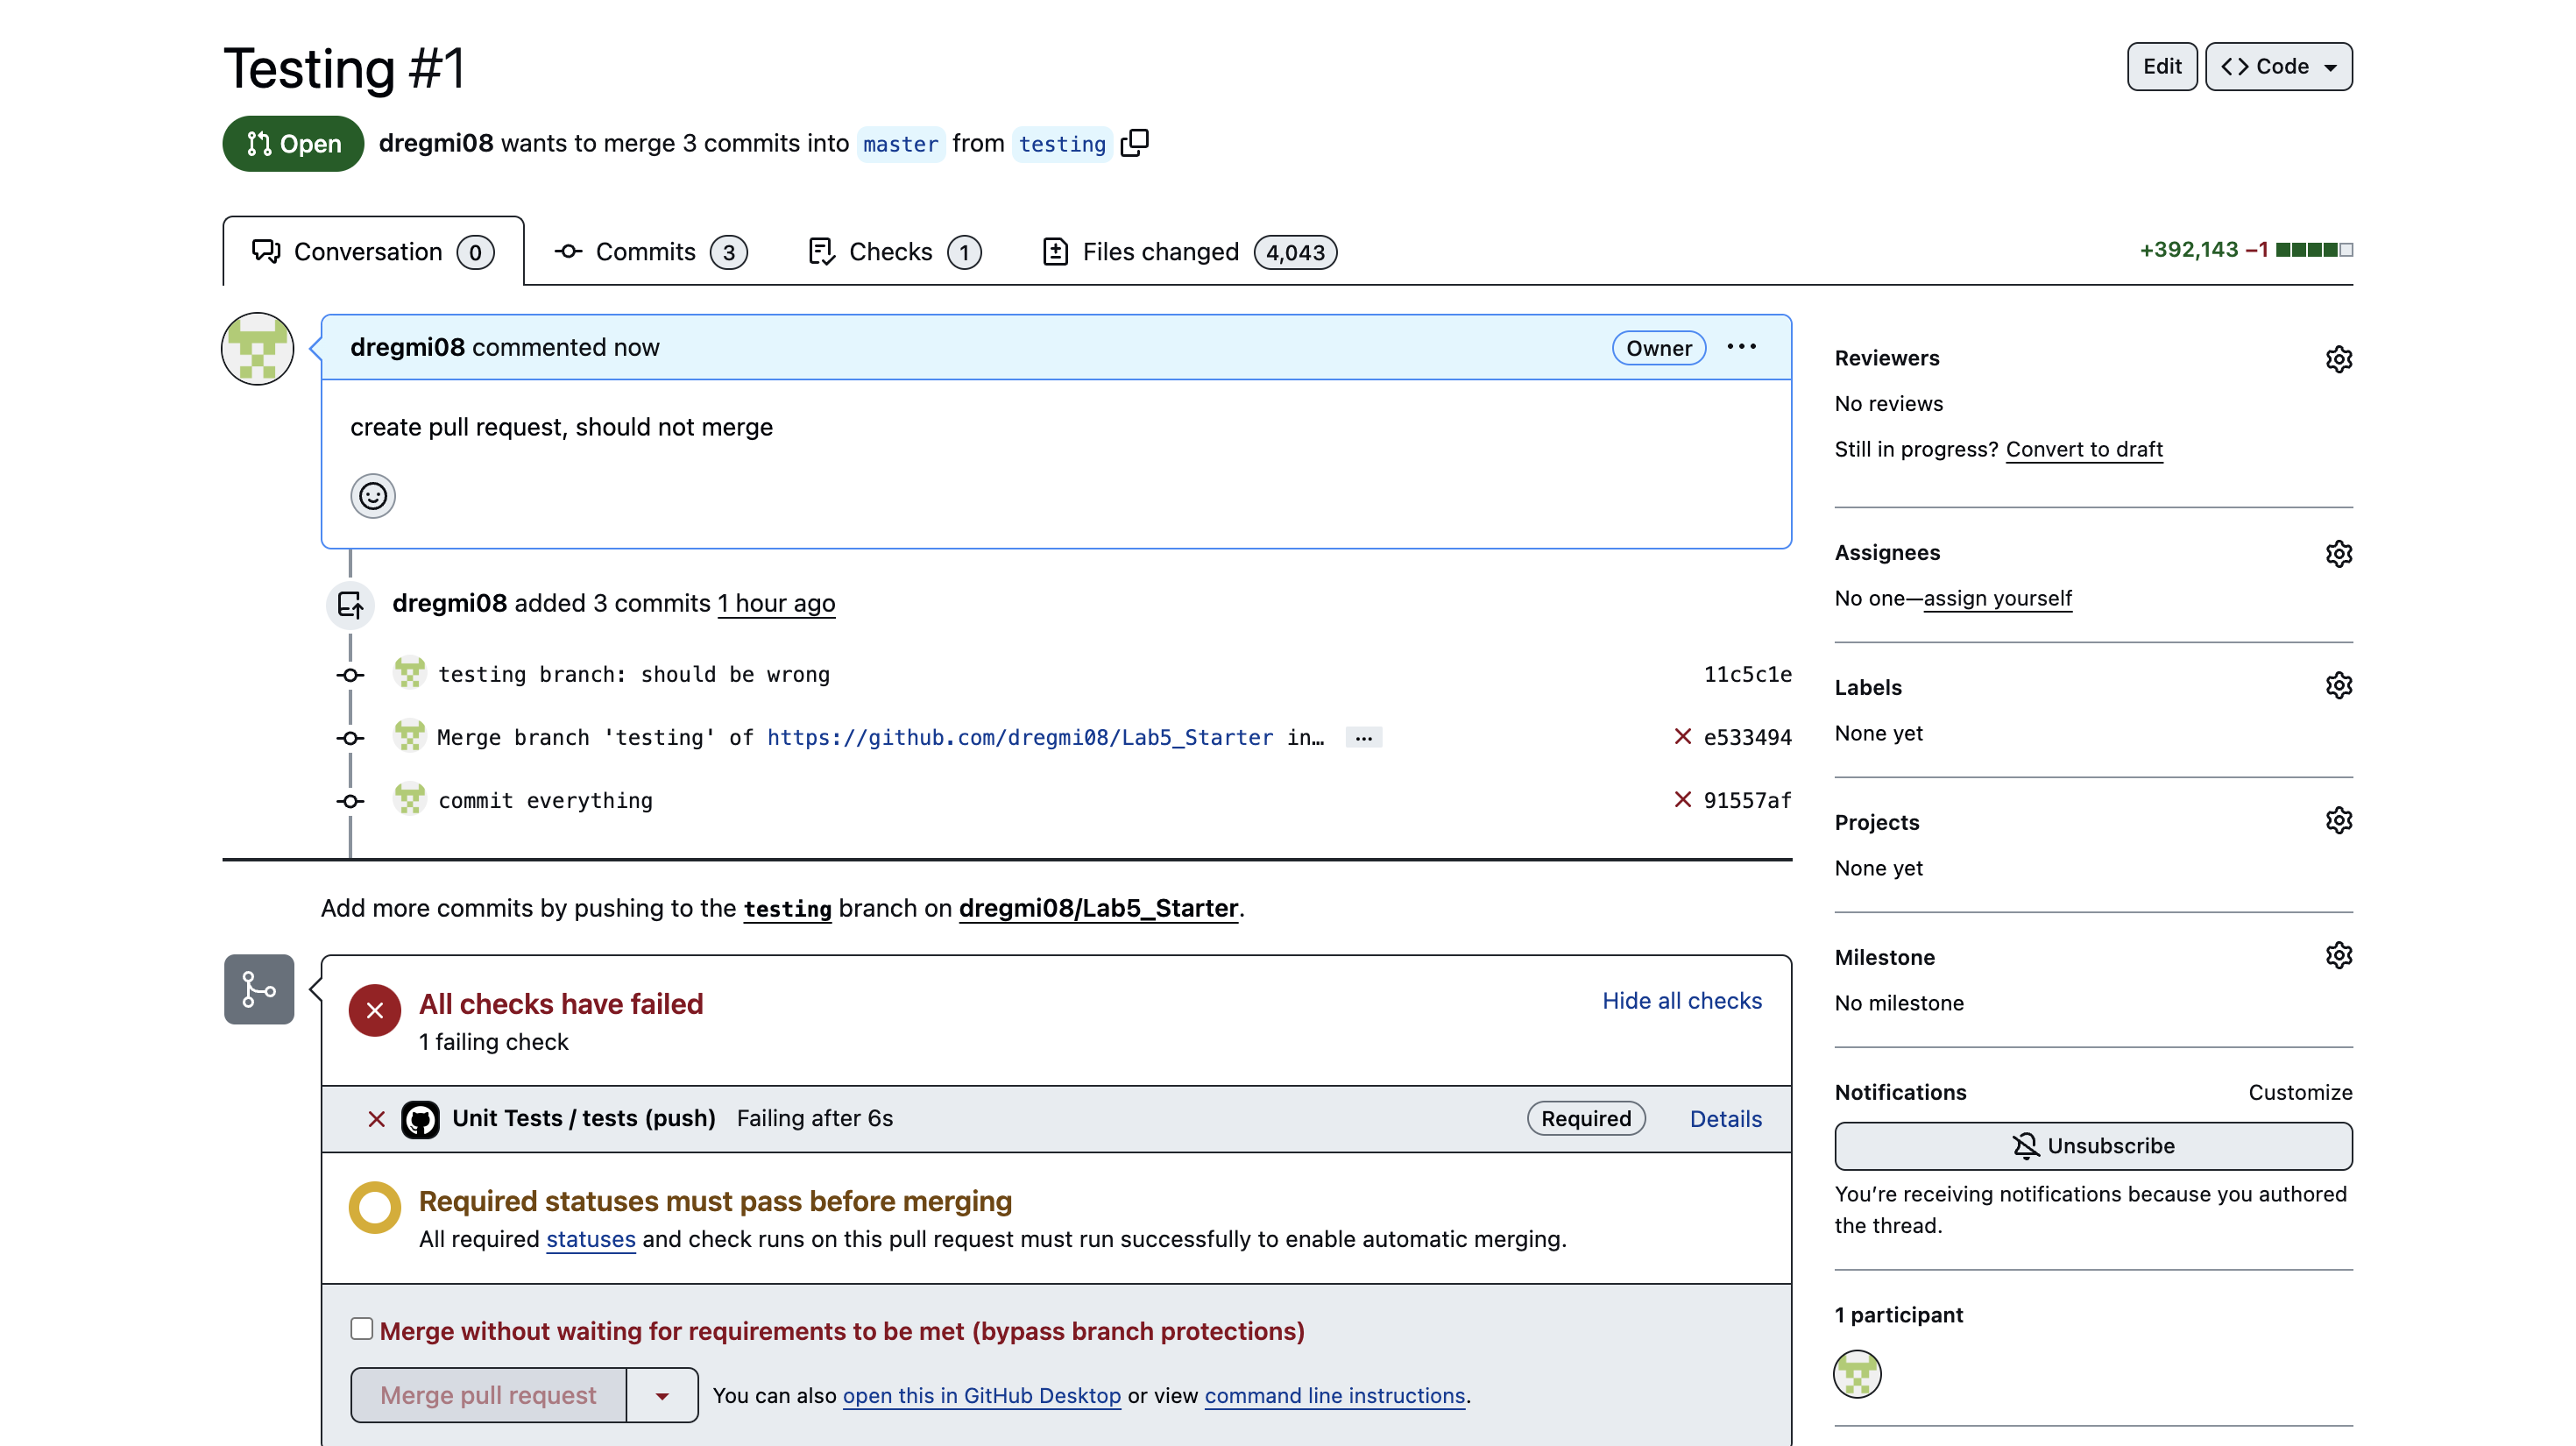 Testing #1
Edit
Code
Open
dregmi08 wants to merge 3 commits into master from testing
Conversation 0
Commits 3
Checks 1
Files changed 4,043
+392,143 −1
dregmi08 commented now
Owner
create pull request, should not merge
dregmi08 added 3 commits 1 hour ago
testing branch: should be wrong
11c5c1e
Merge branch 'testing' of https://github.com/dregmi08/Lab5_Starter in…
e533494
commit everything
91557af
Add more commits by pushing to the testing branch on dregmi08/Lab5_Starter.
All checks have failed
1 failing check
Hide all checks
Unit Tests / tests (push) Failing after 6s
Required
Details
Required statuses must pass before merging
All required statuses and check runs on this pull request must run successfully to enable automatic merging.
Merge without waiting for requirements to be met (bypass branch protections)
Merge pull request
You can also open this in GitHub Desktop or view command line instructions.
Reviewers
No reviews
Still in progress? Convert to draft
Assignees
No one—assign yourself
Labels
None yet
Projects
None yet
Milestone
No milestone
Notifications
Customize
Unsubscribe
You’re receiving notifications because you authored
the thread.
1 participant